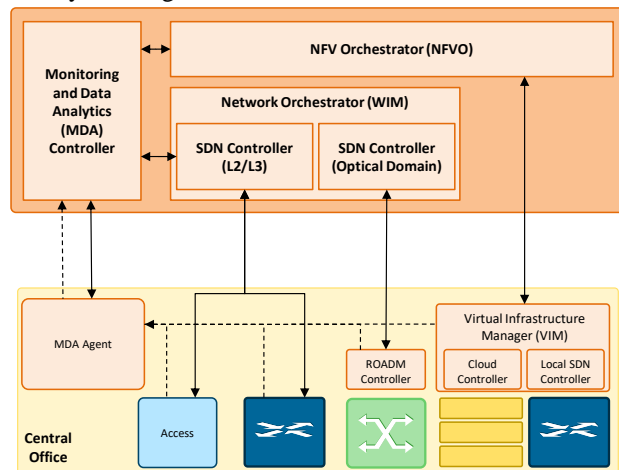 NFV Orchestrator (NFVO)
Monitoring
and Data
Analytics
(MDA)
Controller
Network Orchestrator (WIM)
SDN Controller
(L2/L3)
SDN Controller
(Optical Domain)
MDA Agent
Virtual Infrastructure
Manager (VIM)
ROADM
Controller
Cloud
Controller
Local SDN
Controller
Access
Central
Office